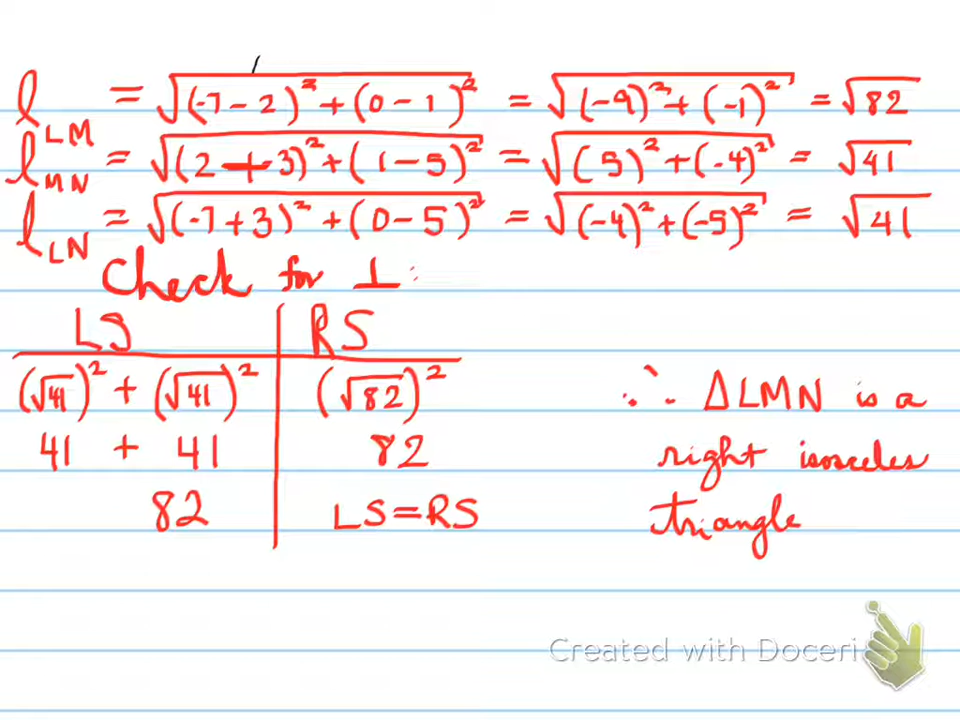 l_LM = √((-7 - 2)² + (0 - 1)²) = √((-9)² + (-1)²) = √82
l_MN = √((2 + 3)² + (1 - 5)²) = √((5)² + (-4)²) = √41
l_LN = √((-7 + 3)² + (0 - 5)²) = √((-4)² + (-5)²) = √41
Check for ⊥ :
LS | RS
(√41)² + (√41)² | (√82)²
41 + 41 | 82
82 | LS = RS
∴ ΔLMN is a
right isosceles
triangle
Created with Doceri